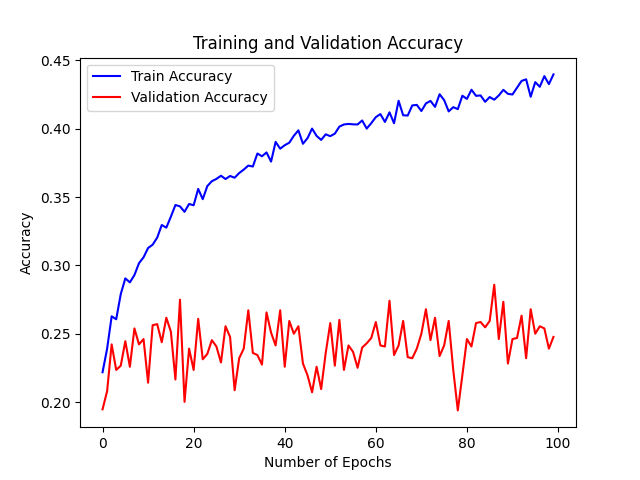 Training and Validation Accuracy
Train Accuracy
Validation Accuracy
0.45
0.40
0.35
0.30
0.25
0.20
Accuracy
0 20 40 60 80 100
Number of Epochs